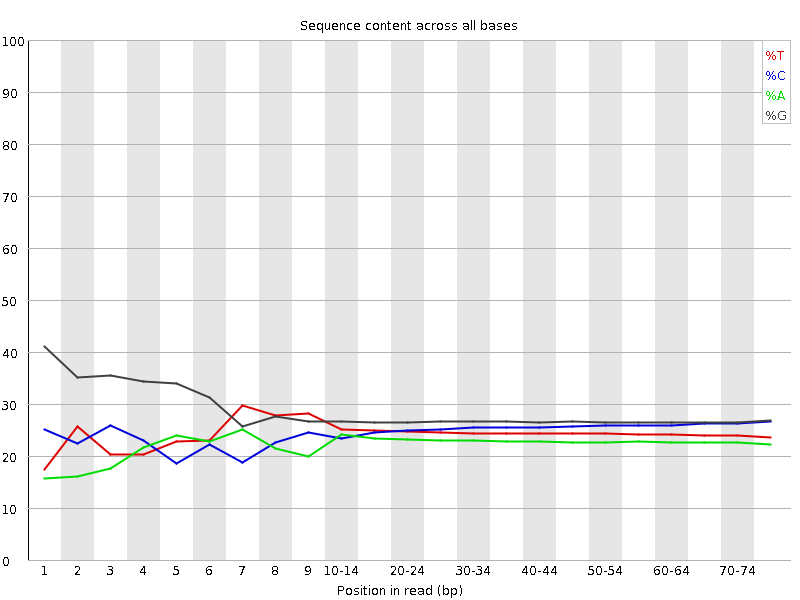 Sequence content across all bases
100
90
80
70
60
50
40
30
20
10
0
%T
%C
%A
%G
1 2 3 4 5 6 7 8 9 10-14 20-24 30-34 40-44 50-54 60-64 70-74
Position in read (bp)